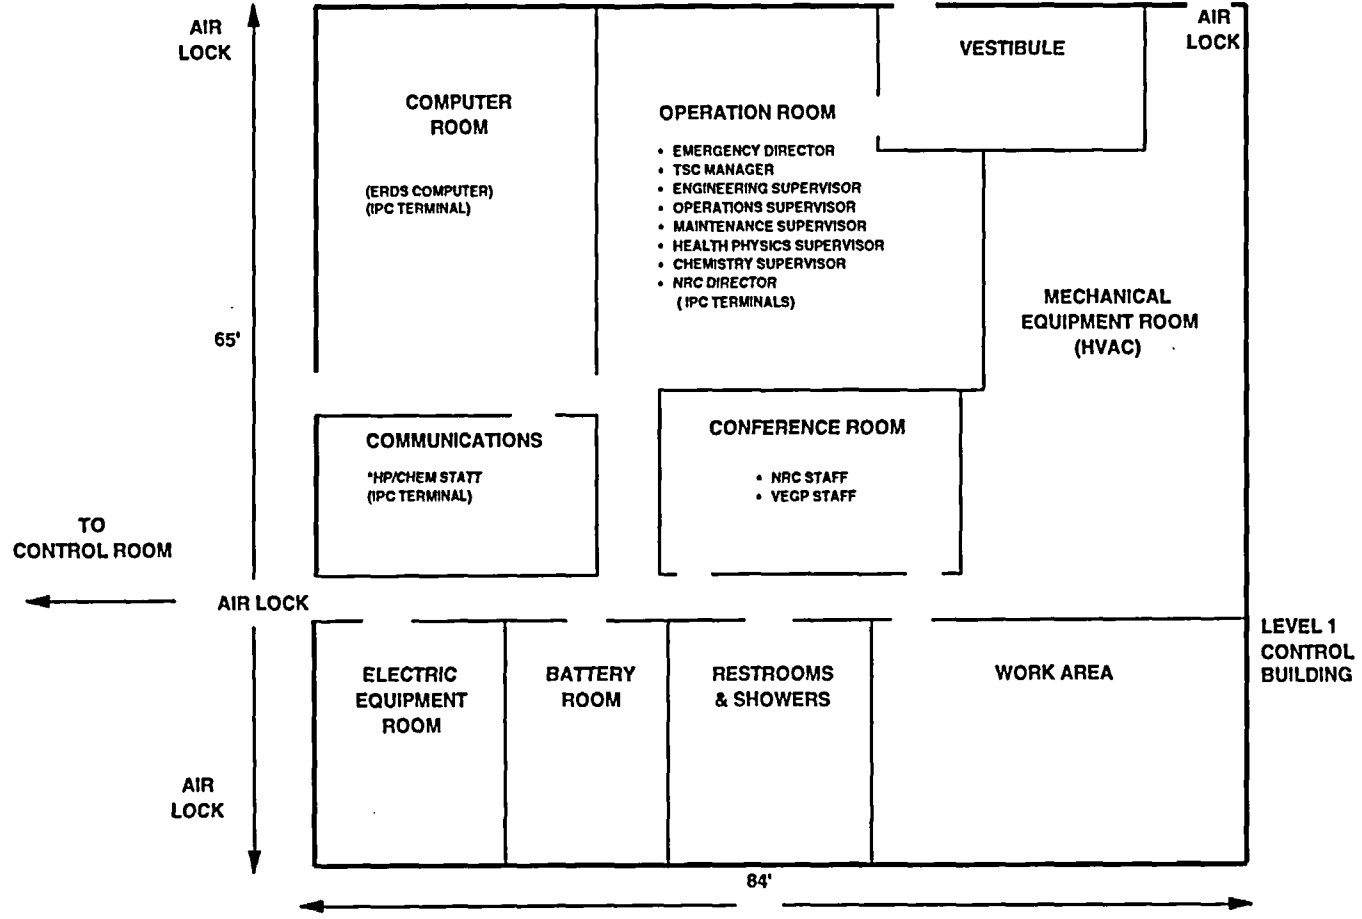 AIR
LOCK
AIR
LOCK
VESTIBULE
COMPUTER
ROOM
(ERDS COMPUTER)
(IPC TERMINAL)
OPERATION ROOM
• EMERGENCY DIRECTOR
• TSC MANAGER
• ENGINEERING SUPERVISOR
• OPERATIONS SUPERVISOR
• MAINTENANCE SUPERVISOR
• HEALTH PHYSICS SUPERVISOR
• CHEMISTRY SUPERVISOR
• NRC DIRECTOR
( IPC TERMINALS)
MECHANICAL
EQUIPMENT ROOM
(HVAC)
65'
COMMUNICATIONS
*HP/CHEM STATT
(IPC TERMINAL)
CONFERENCE ROOM
• NRC STAFF
• VEGP STAFF
TO
CONTROL ROOM
AIR LOCK
LEVEL 1
CONTROL
BUILDING
ELECTRIC
EQUIPMENT
ROOM
BATTERY
ROOM
RESTROOMS
& SHOWERS
WORK AREA
AIR
LOCK
84'